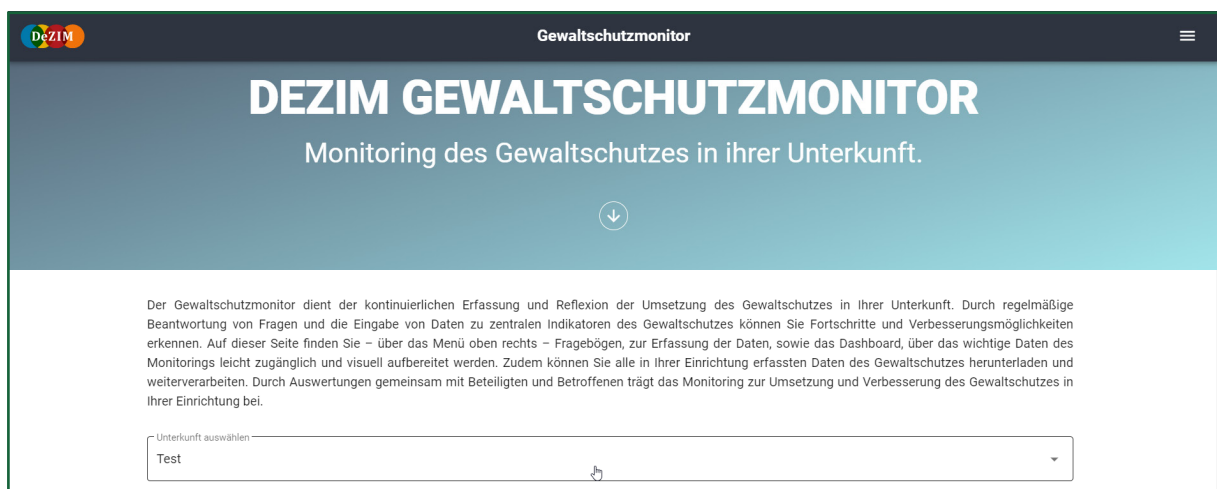 DeZIM
Gewaltschutzmonitor
DEZIM GEWALTSCHUTZMONITOR
Monitoring des Gewaltschutzes in ihrer Unterkunft.
Der Gewaltschutzmonitor dient der kontinuierlichen Erfassung und Reflexion der Umsetzung des Gewaltschutzes in Ihrer Unterkunft. Durch regelmäßige
Beantwortung von Fragen und die Eingabe von Daten zu zentralen Indikatoren des Gewaltschutzes können Sie Fortschritte und Verbesserungsmöglichkeiten
erkennen. Auf dieser Seite finden Sie – über das Menü oben rechts – Fragebögen, zur Erfassung der Daten, sowie das Dashboard, über das wichtige Daten des
Monitorings leicht zugänglich und visuell aufbereitet werden. Zudem können Sie alle in Ihrer Einrichtung erfassten Daten des Gewaltschutzes herunterladen und
weiterverarbeiten. Durch Auswertungen gemeinsam mit Beteiligten und Betroffenen trägt das Monitoring zur Umsetzung und Verbesserung des Gewaltschutzes in
Ihrer Einrichtung bei.
Unterkunft auswählen
Test